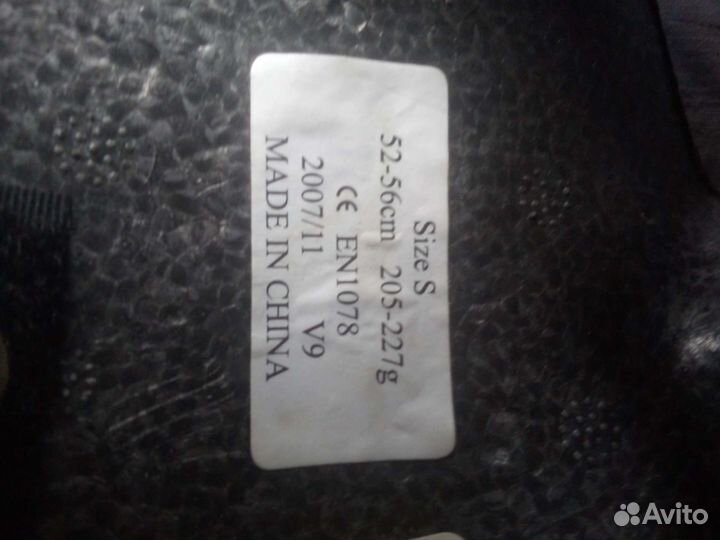 Size S
52-56cm 205-227g
CE EN1078
2007/11 V9
MADE IN CHINA
Avito